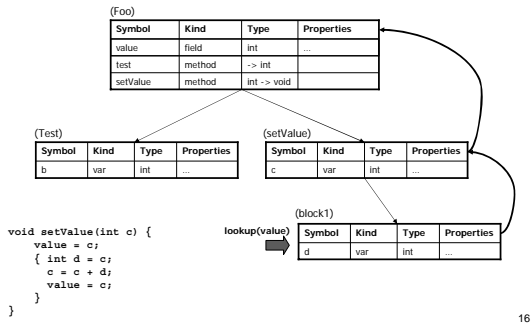 (Foo)
Symbol Kind Type Properties
value field int ...
test method -> int
setValue method int -> void
(Test)
Symbol Kind Type Properties
b var int ...
(setValue)
Symbol Kind Type Properties
c var int ...
(block1)
lookup(value)
Symbol Kind Type Properties
d var int ...
void setValue(int c) {
value = c;
{ int d = c;
c = c + d;
value = c;
}
}
16